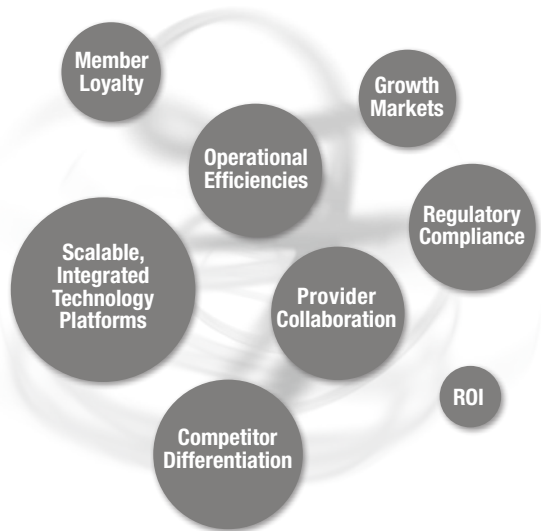 Member
Loyalty
Growth
Markets
Operational
Efficiencies
Regulatory
Compliance
Scalable,
Integrated
Technology
Platforms
Provider
Collaboration
ROI
Competitor
Differentiation